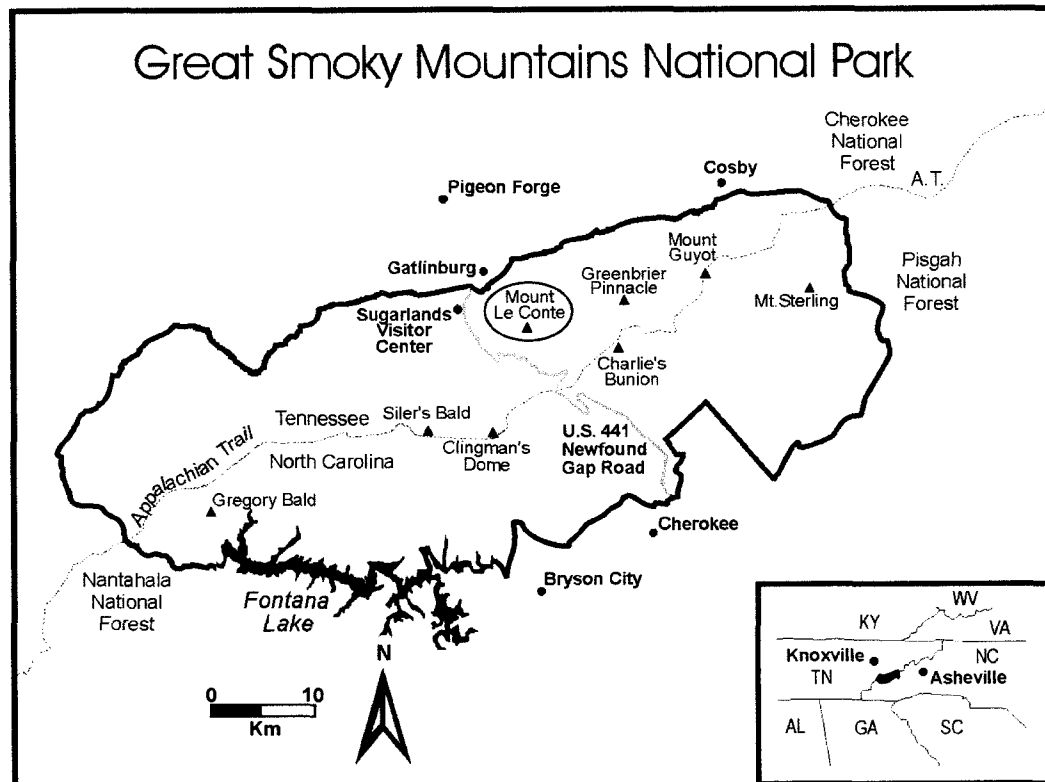 Great Smoky Mountains National Park
Cherokee
National
Forest
A.T.
Cosby
Pigeon Forge
Mount
Guyot
Pisgah
National
Forest
Gatlinburg
Greenbrier
Pinnacle
Mount
Le Conte
Mt.Sterling
Sugarlands
Visitor
Center
Charlie's
Bunion
Tennessee
Siler's Bald
U.S. 441
Newfound
Gap Road
Appalachian Trail
North Carolina
Clingman's
Dome
Gregory Bald
Cherokee
Nantahala
National
Forest
Fontana
Lake
Bryson City
N
0 10
Km
WV
KY
VA
Knoxville
NC
TN
Asheville
AL
GA
SC